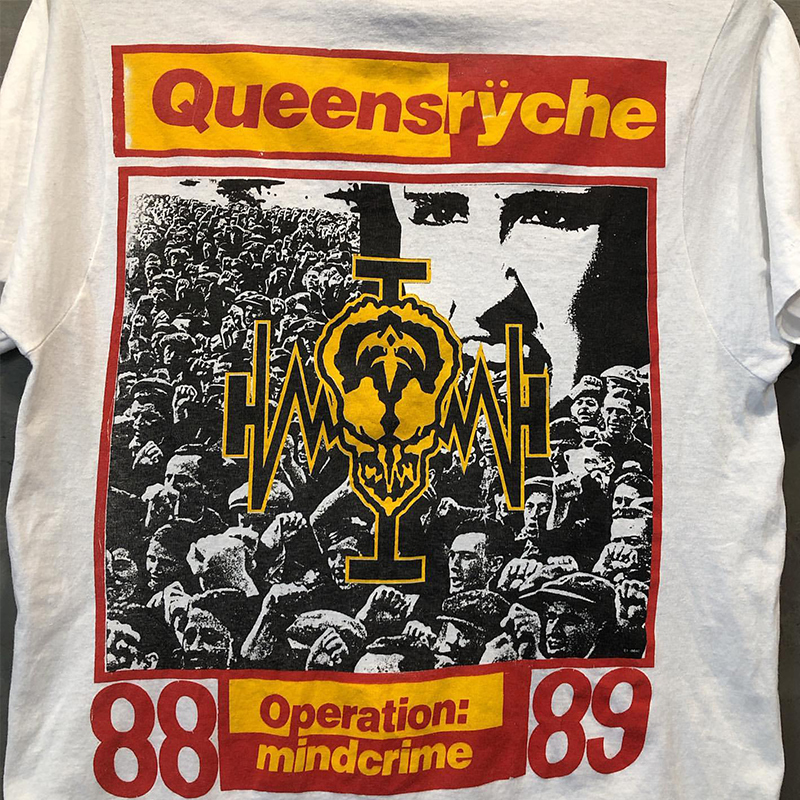 Queensrÿche
88 Operation: 89
mindcrime